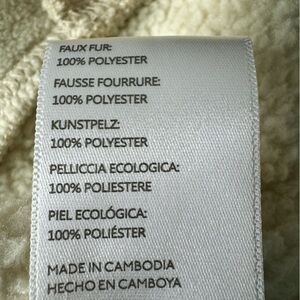 FAUX FUR:
100% POLYESTER
FAUSSE FOURRURE:
100% POLYESTER
KUNSTPELZ:
100% POLYESTER
PELLICCIA ECOLOGICA:
100% POLIESTERE
PIEL ECOLÓGICA:
100% POLIÉSTER
MADE IN CAMBODIA
HECHO EN CAMBOYA